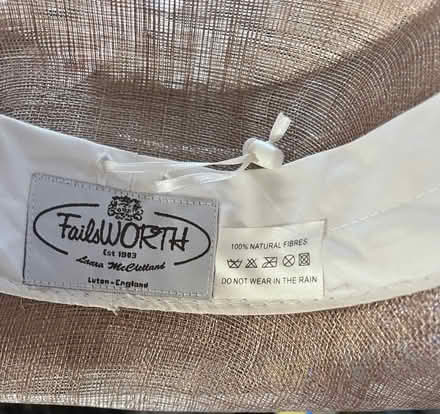 FailsWORTH
Est 1903
Laura McClelland
Luton - England
100% NATURAL FIBRES
DO NOT WEAR IN THE RAIN